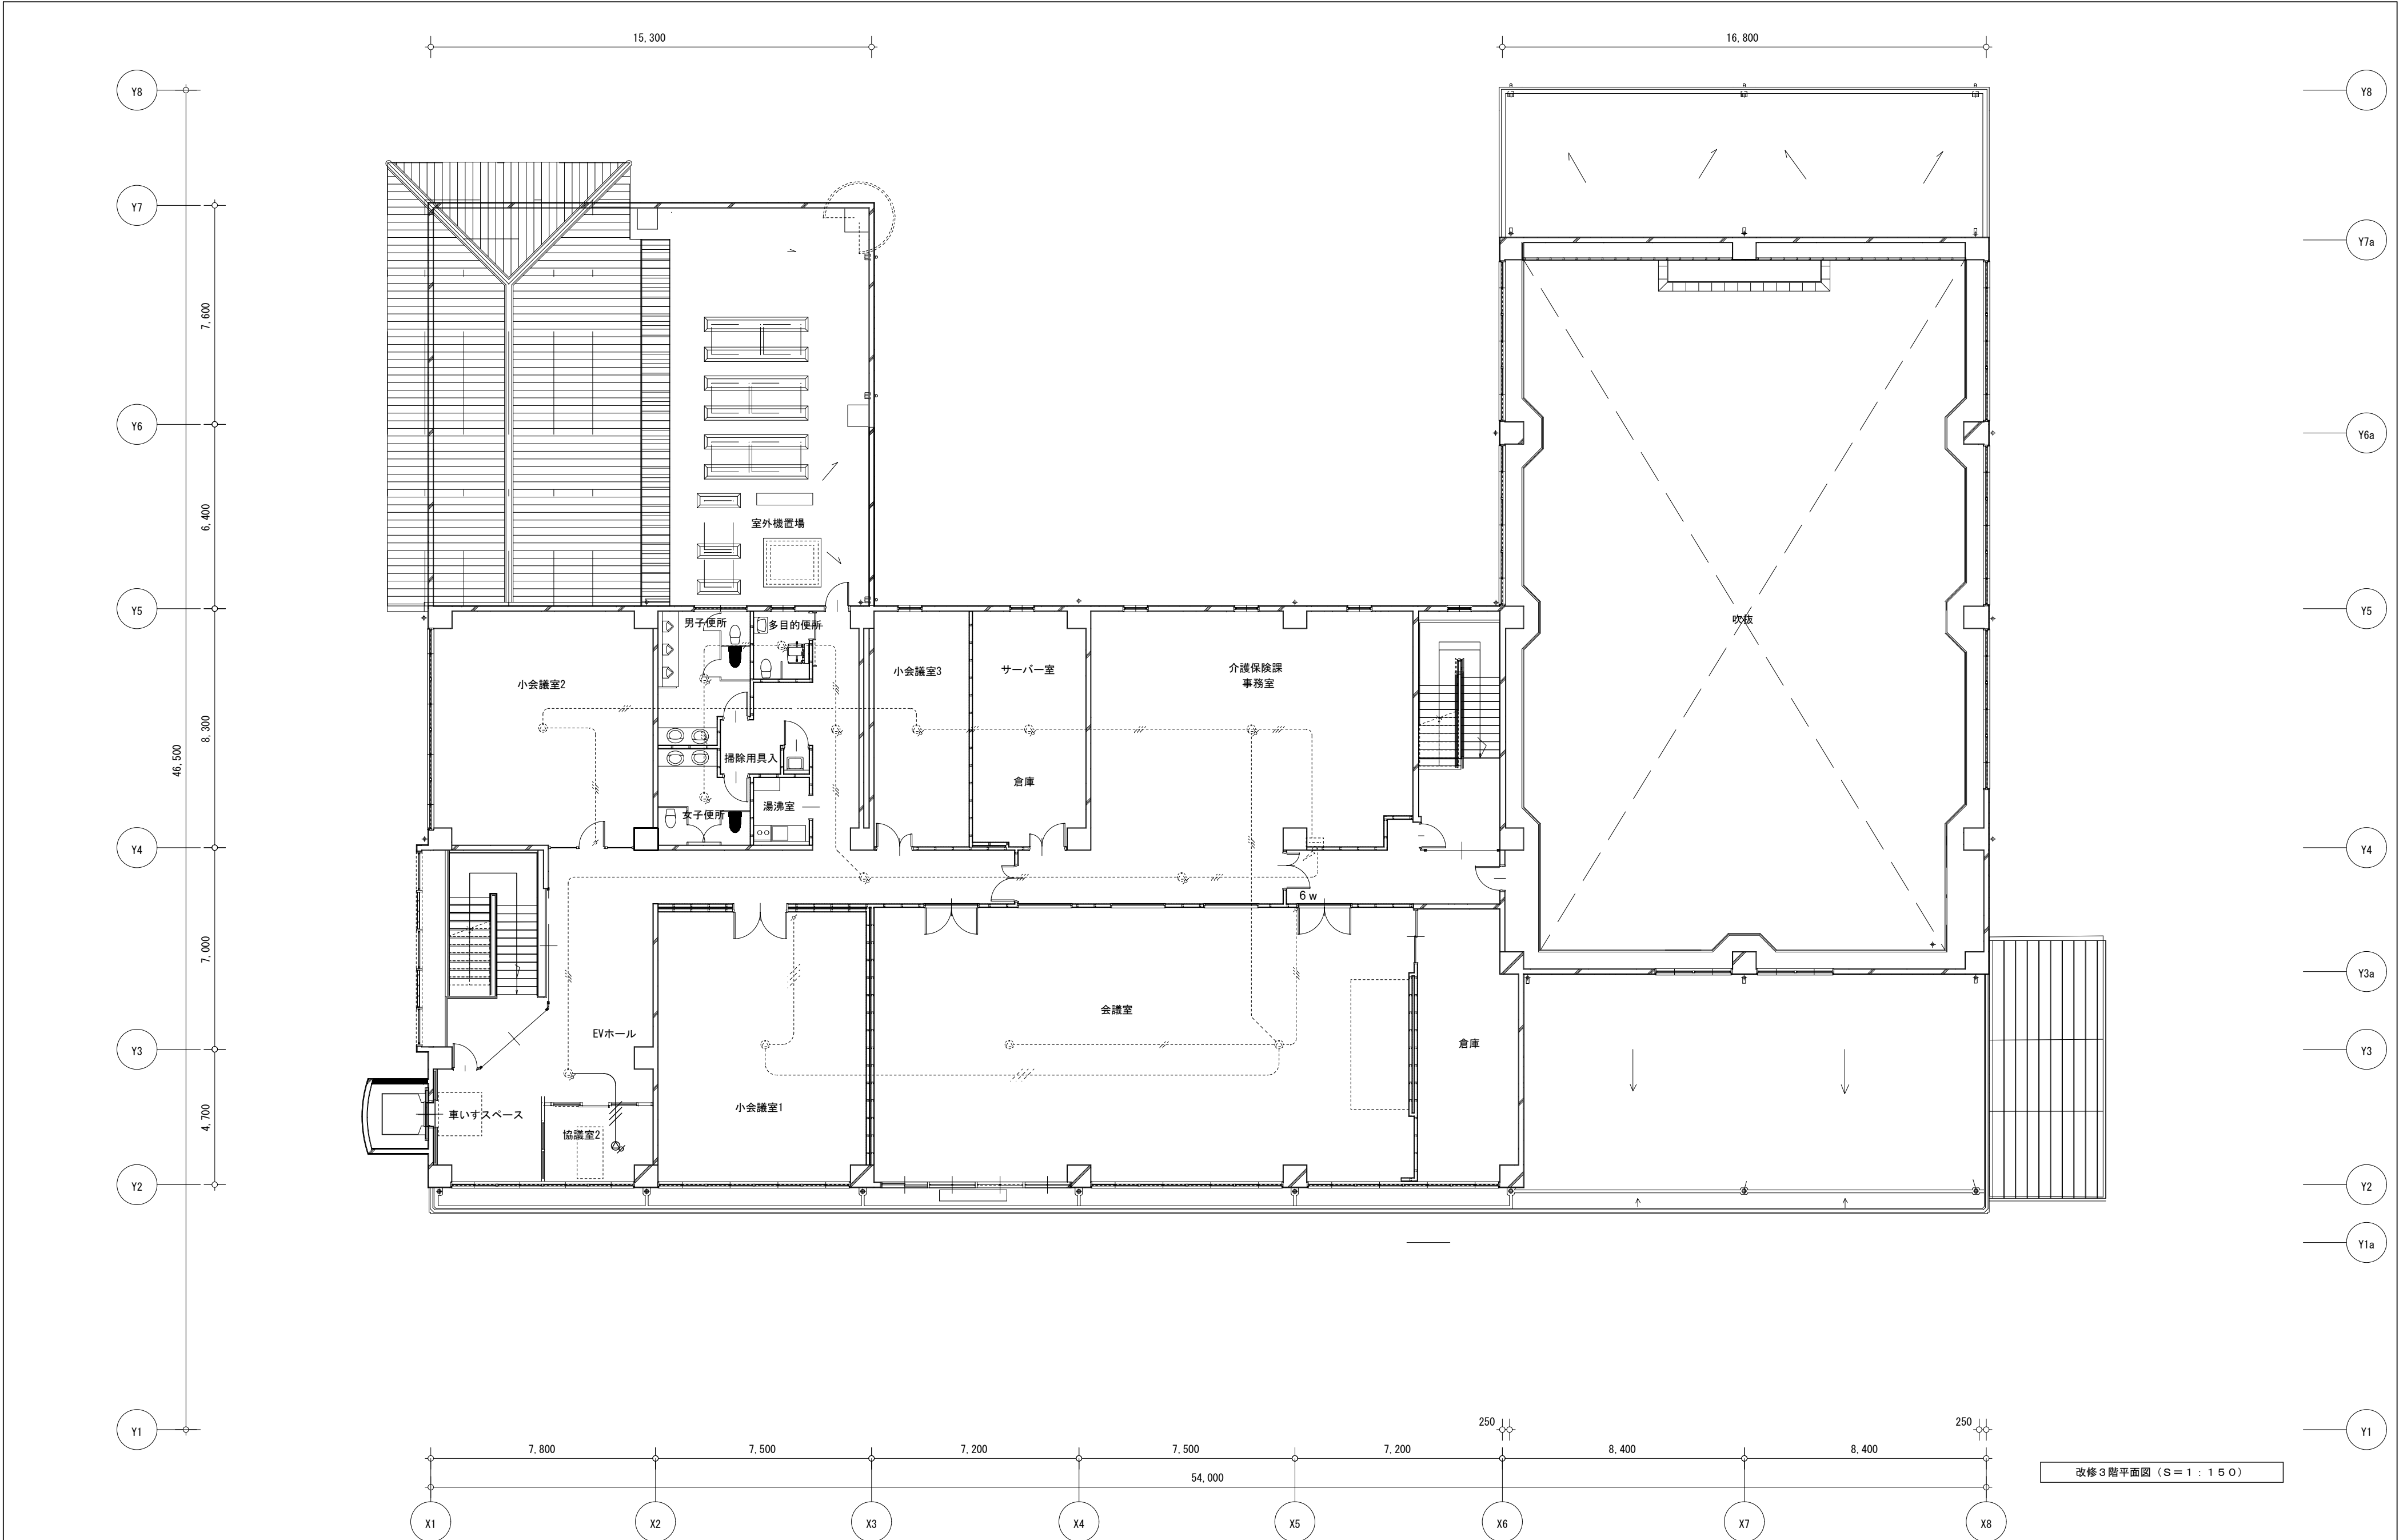 15,300
16,800
Y8
Y8
Y7
Y7a
7,600
Y6
Y6a
6,400
室外機置場
Y5
Y5
男子便所
多目的便所
吹抜
小会議室2
小会議室3
サーバー室
介護保険課
事務室
8,300
46,500
掃除用具入
倉庫
湯沸室
女子便所
Y4
Y4
6w
7,000
Y3a
会議室
EVホール
倉庫
Y3
Y3
小会議室1
車いすスペース
4,700
協議室2
Y2
Y2
Y1a
250
250
Y1
Y1
7,800
7,500
7,200
7,500
7,200
8,400
8,400
54,000
改修3階平面図(S=1:150)
X1
X2
X3
X4
X5
X6
X7
X8